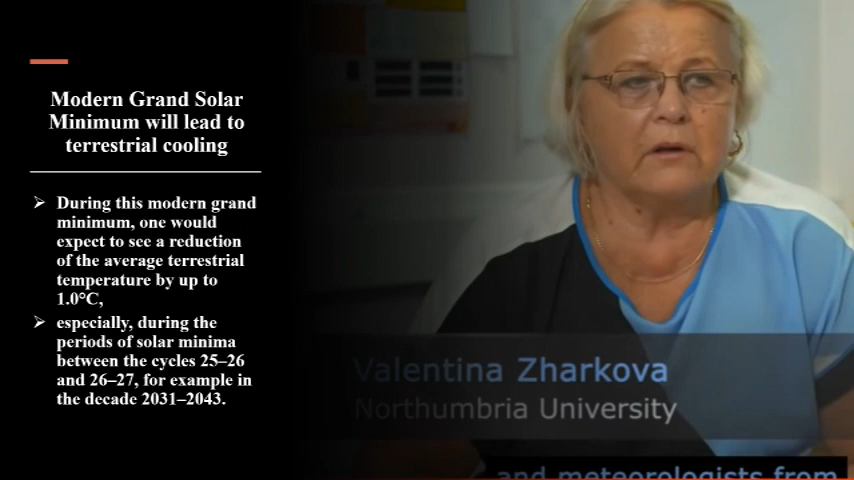 Modern Grand Solar
Minimum will lead to
terrestrial cooling
➢ During this modern grand
minimum, one would
expect to see a reduction
of the average terrestrial
temperature by up to
1.0°C,
➢ especially, during the
periods of solar minima
between the cycles 25–26
and 26–27, for example in
the decade 2031–2043.
Valentina Zharkova
Northumbria University
and meteorologists from